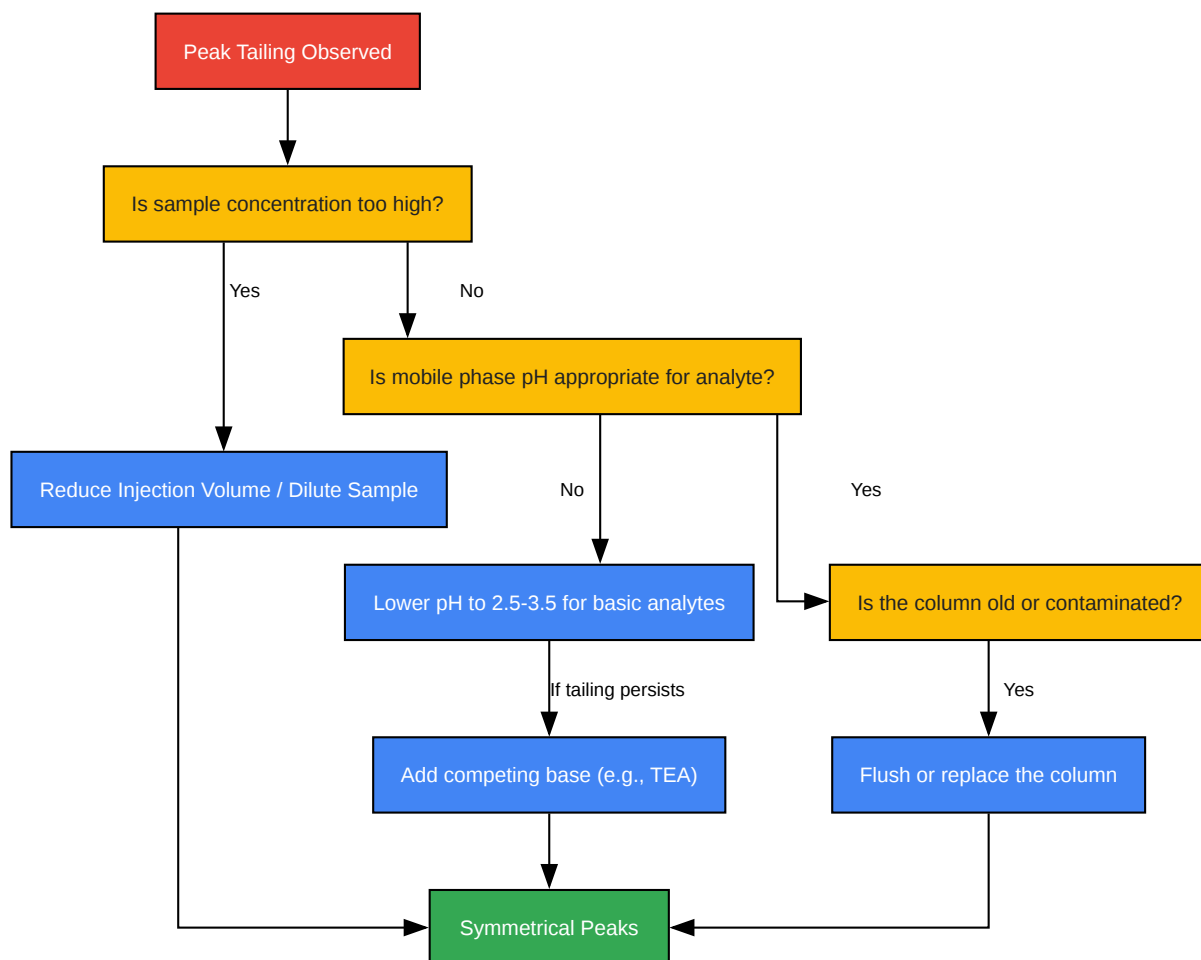 Peak Tailing Observed
Is sample concentration too high?
Yes
No
Is mobile phase pH appropriate for analyte?
Reduce Injection Volume / Dilute Sample
No
Yes
Lower pH to 2.5-3.5 for basic analytes
Is the column old or contaminated?
If tailing persists
Yes
Add competing base (e.g., TEA)
Flush or replace the column
Symmetrical Peaks